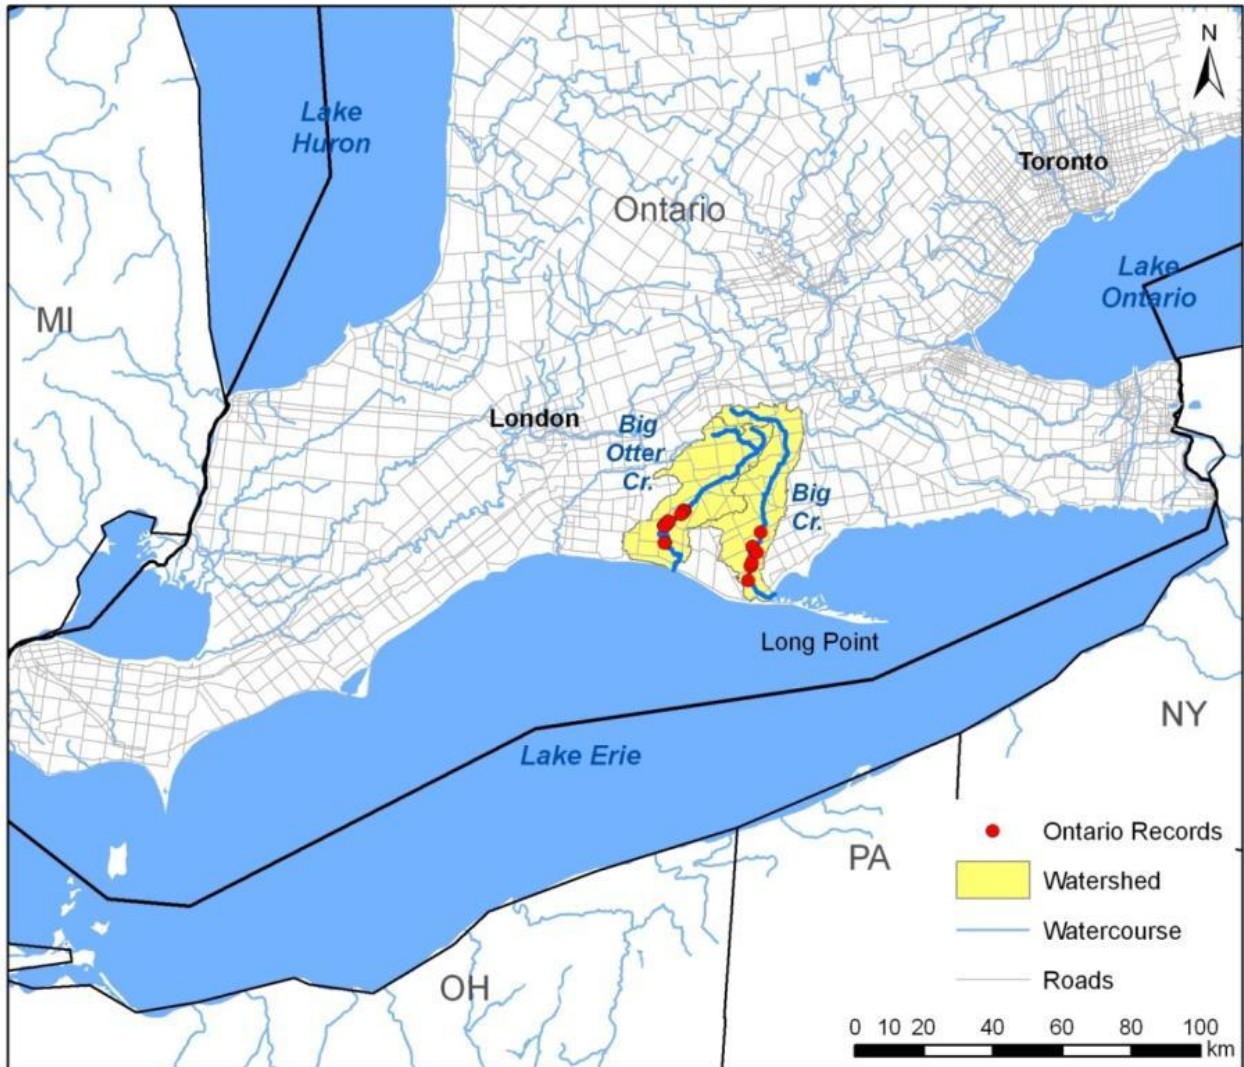 N
Lake
Huron
Toronto
Ontario
Lake
Ontario
MI
London
Big
Otter
Cr.
Big
Cr.
Long Point
NY
Lake Erie
Ontario Records
PA
Watershed
Watercourse
OH
Roads
0 10 20 40 60 80 100
km